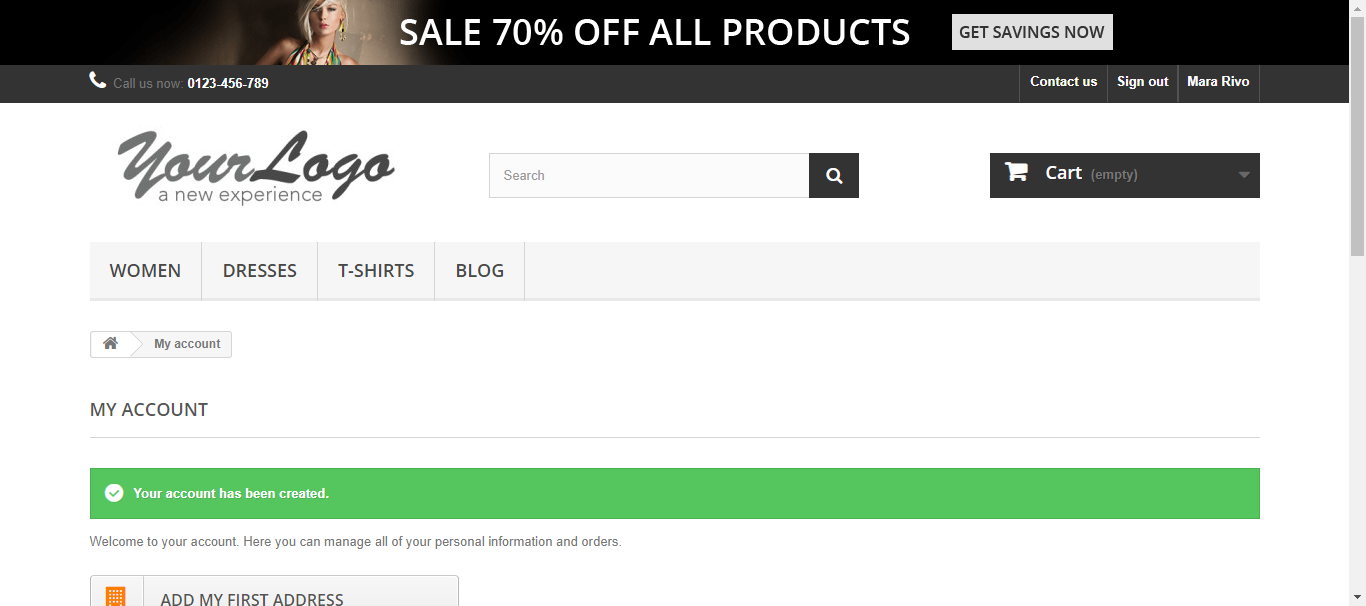 SALE 70% OFF ALL PRODUCTS GET SAVINGS NOW
Call us now: 0123-456-789 Contact us Sign out Mara Rivo
YourLogo
a new experience
Search
Cart (empty)
WOMEN DRESSES T-SHIRTS BLOG
My account
MY ACCOUNT
Your account has been created.
Welcome to your account. Here you can manage all of your personal information and orders.
ADD MY FIRST ADDRESS